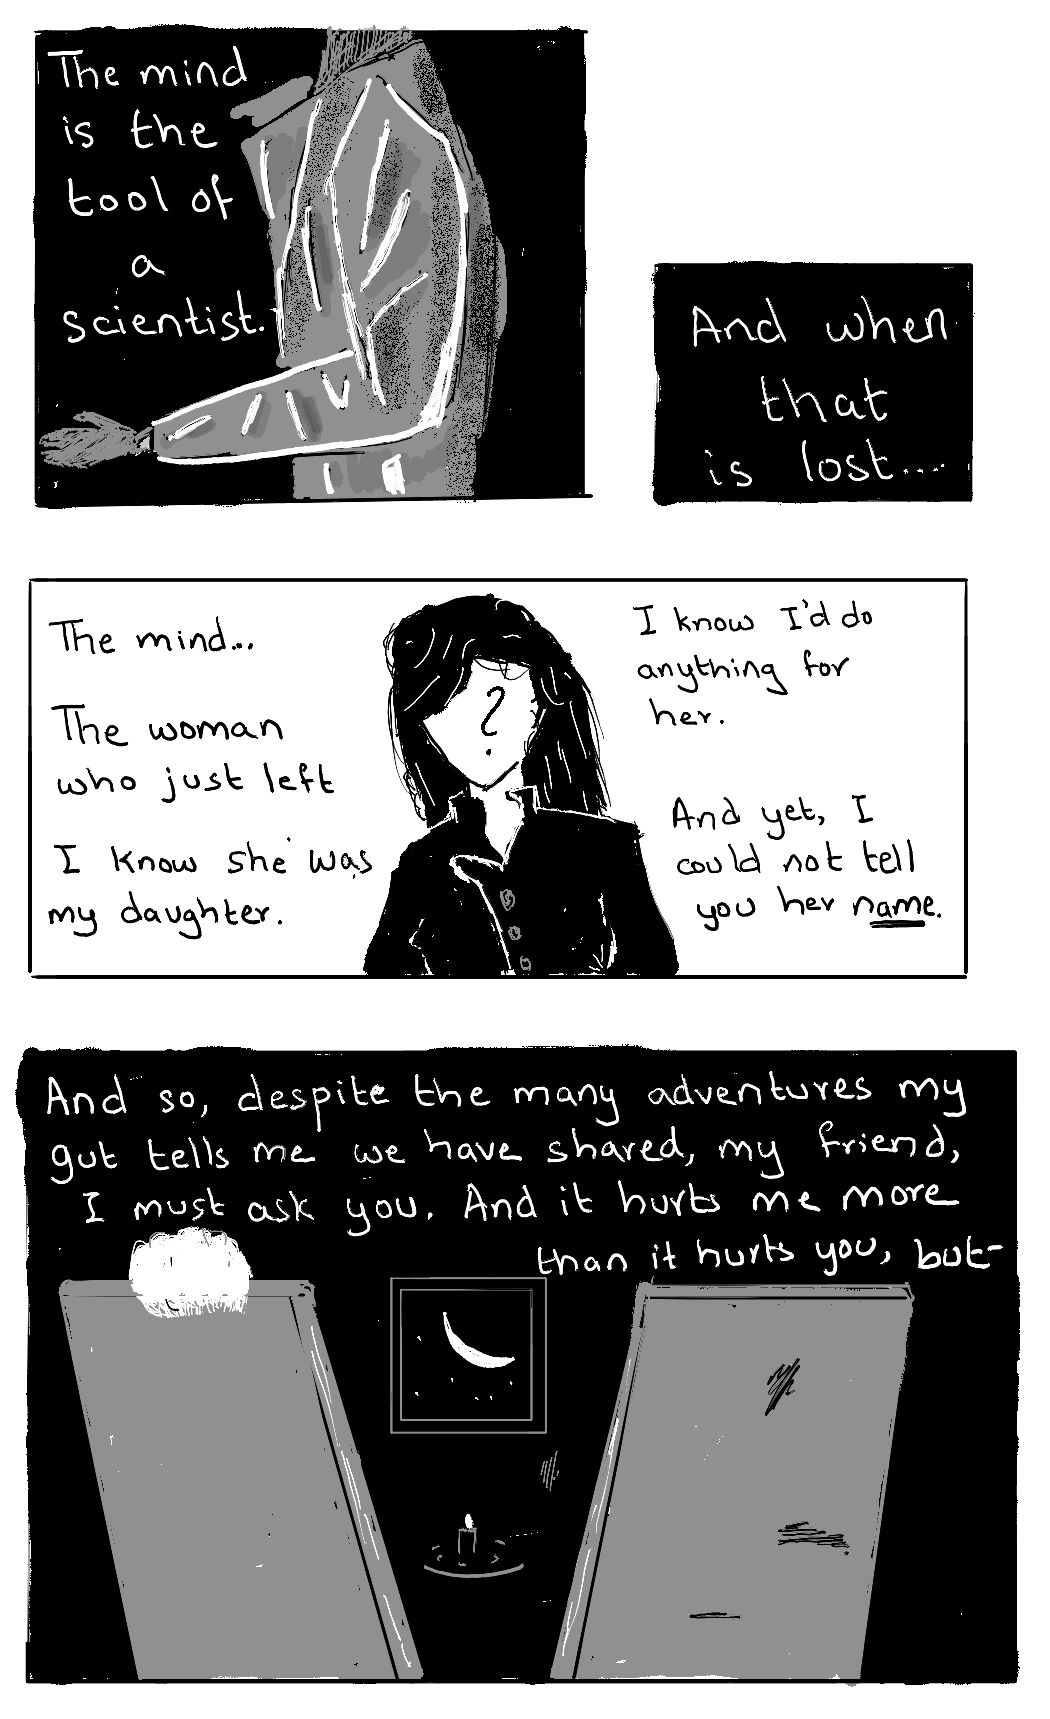 The mind
is the
tool of
a
scientist.
And when
that
is lost....
The mind...
The woman
who just left
I know she was
my daughter.
?
I know I'd do
anything for
her.
And yet, I
could not tell
you her name.
And so, despite the many adventures my
gut tells me we have shared, my friend,
I must ask you. And it hurts me more
than it hurts you, but-